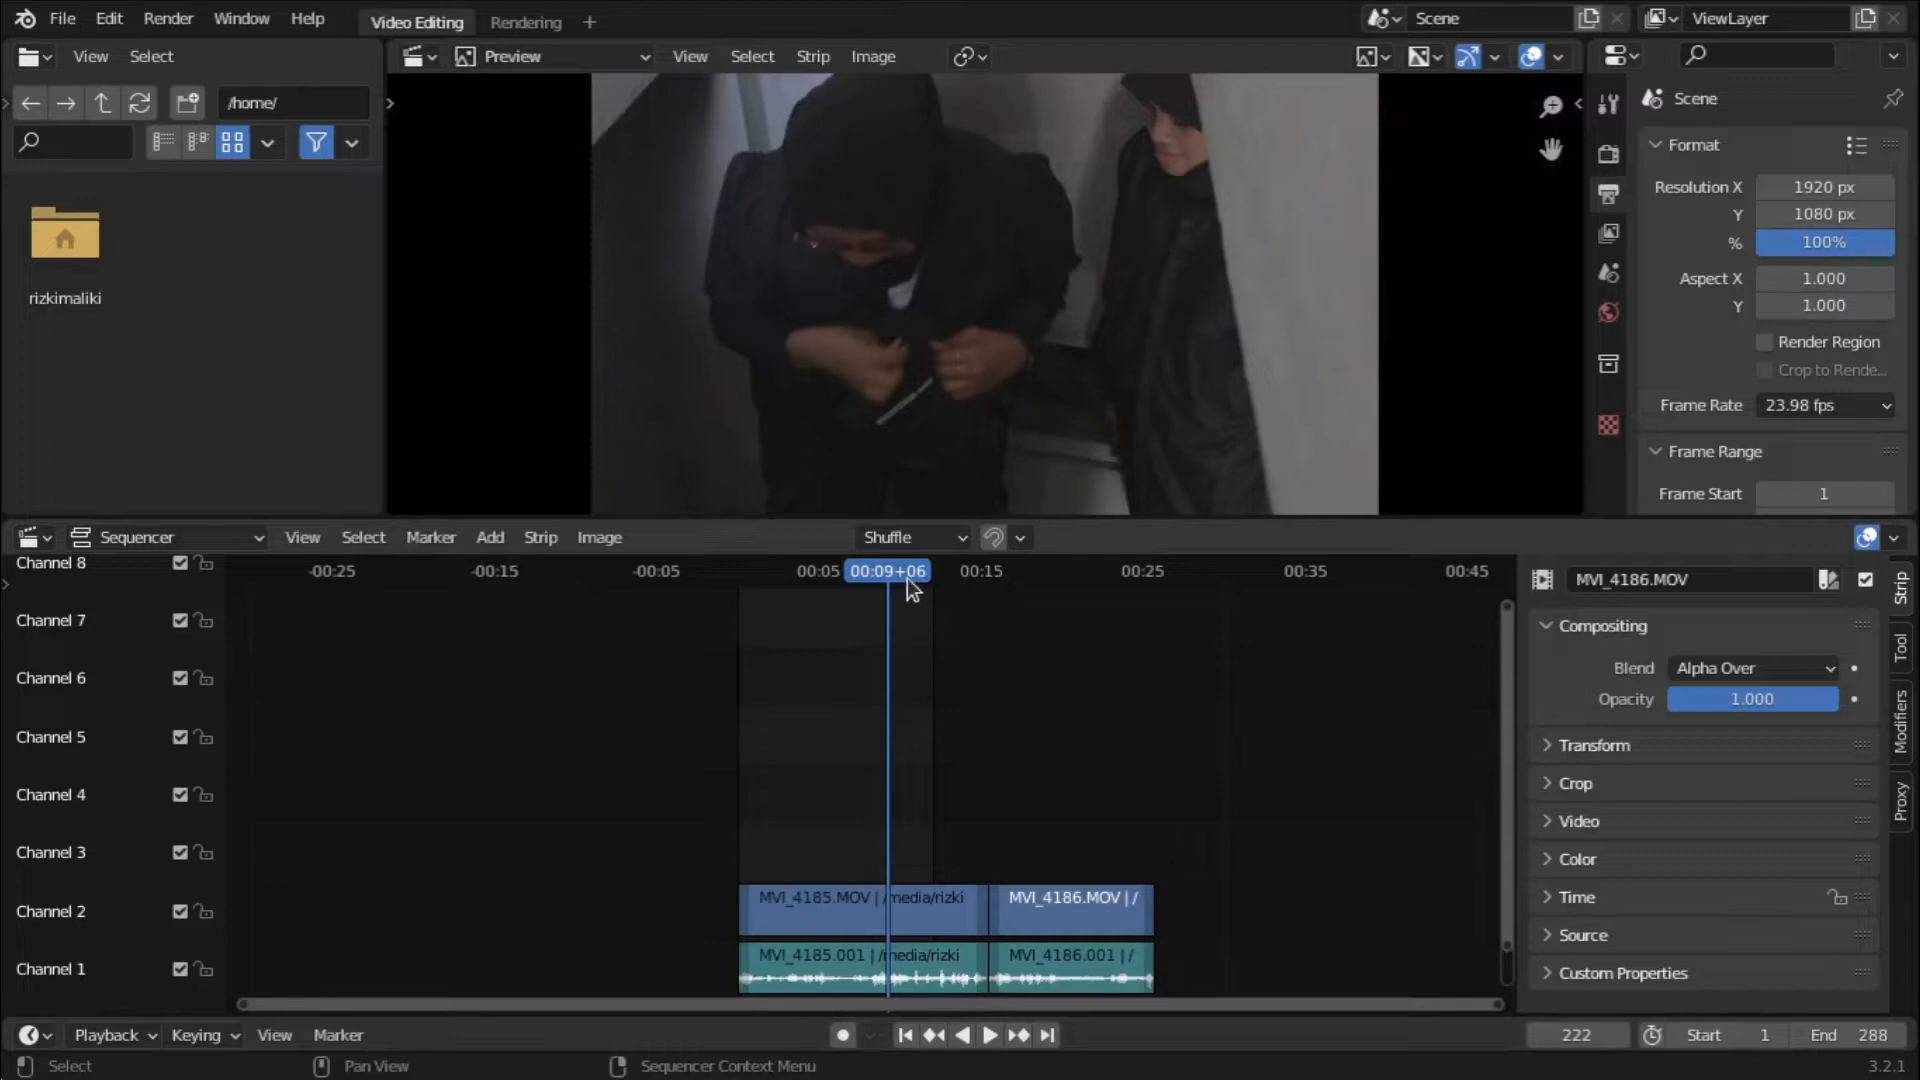 File Edit Render Window Help Video Editing Rendering + Scene ViewLayer
View Select Preview View Select Strip Image
/home/ Scene
Format
Resolution X 1920 px
Y 1080 px
% 100%
Aspect X 1.000
Y 1.000
rizkimaliki
Render Region
Crop to Rende...
Frame Rate 23.98 fps
Frame Range
Frame Start 1
Sequencer View Select Marker Add Strip Image Shuffle
Channel 8 -00:25 -00:15 -00:05 00:05 00:09+06 00:15 00:25 00:35 00:45
MVI_4186.MOV
Strip
Tool
Modifiers
Proxy
Channel 7
Compositing
Channel 6
Blend Alpha Over
Opacity 1.000
Channel 5
Transform
Channel 4
Crop
Video
Channel 3
Color
Channel 2 MVI_4185.MOV | /media/rizki MVI_4186.MOV | /
Time
Source
Channel 1 MVI_4185.001 | /media/rizki MVI_4186.001 | /
Custom Properties
Playback Keying View Marker 222 Start 1 End 288
Select Pan View Sequencer Context Menu 3.2.1